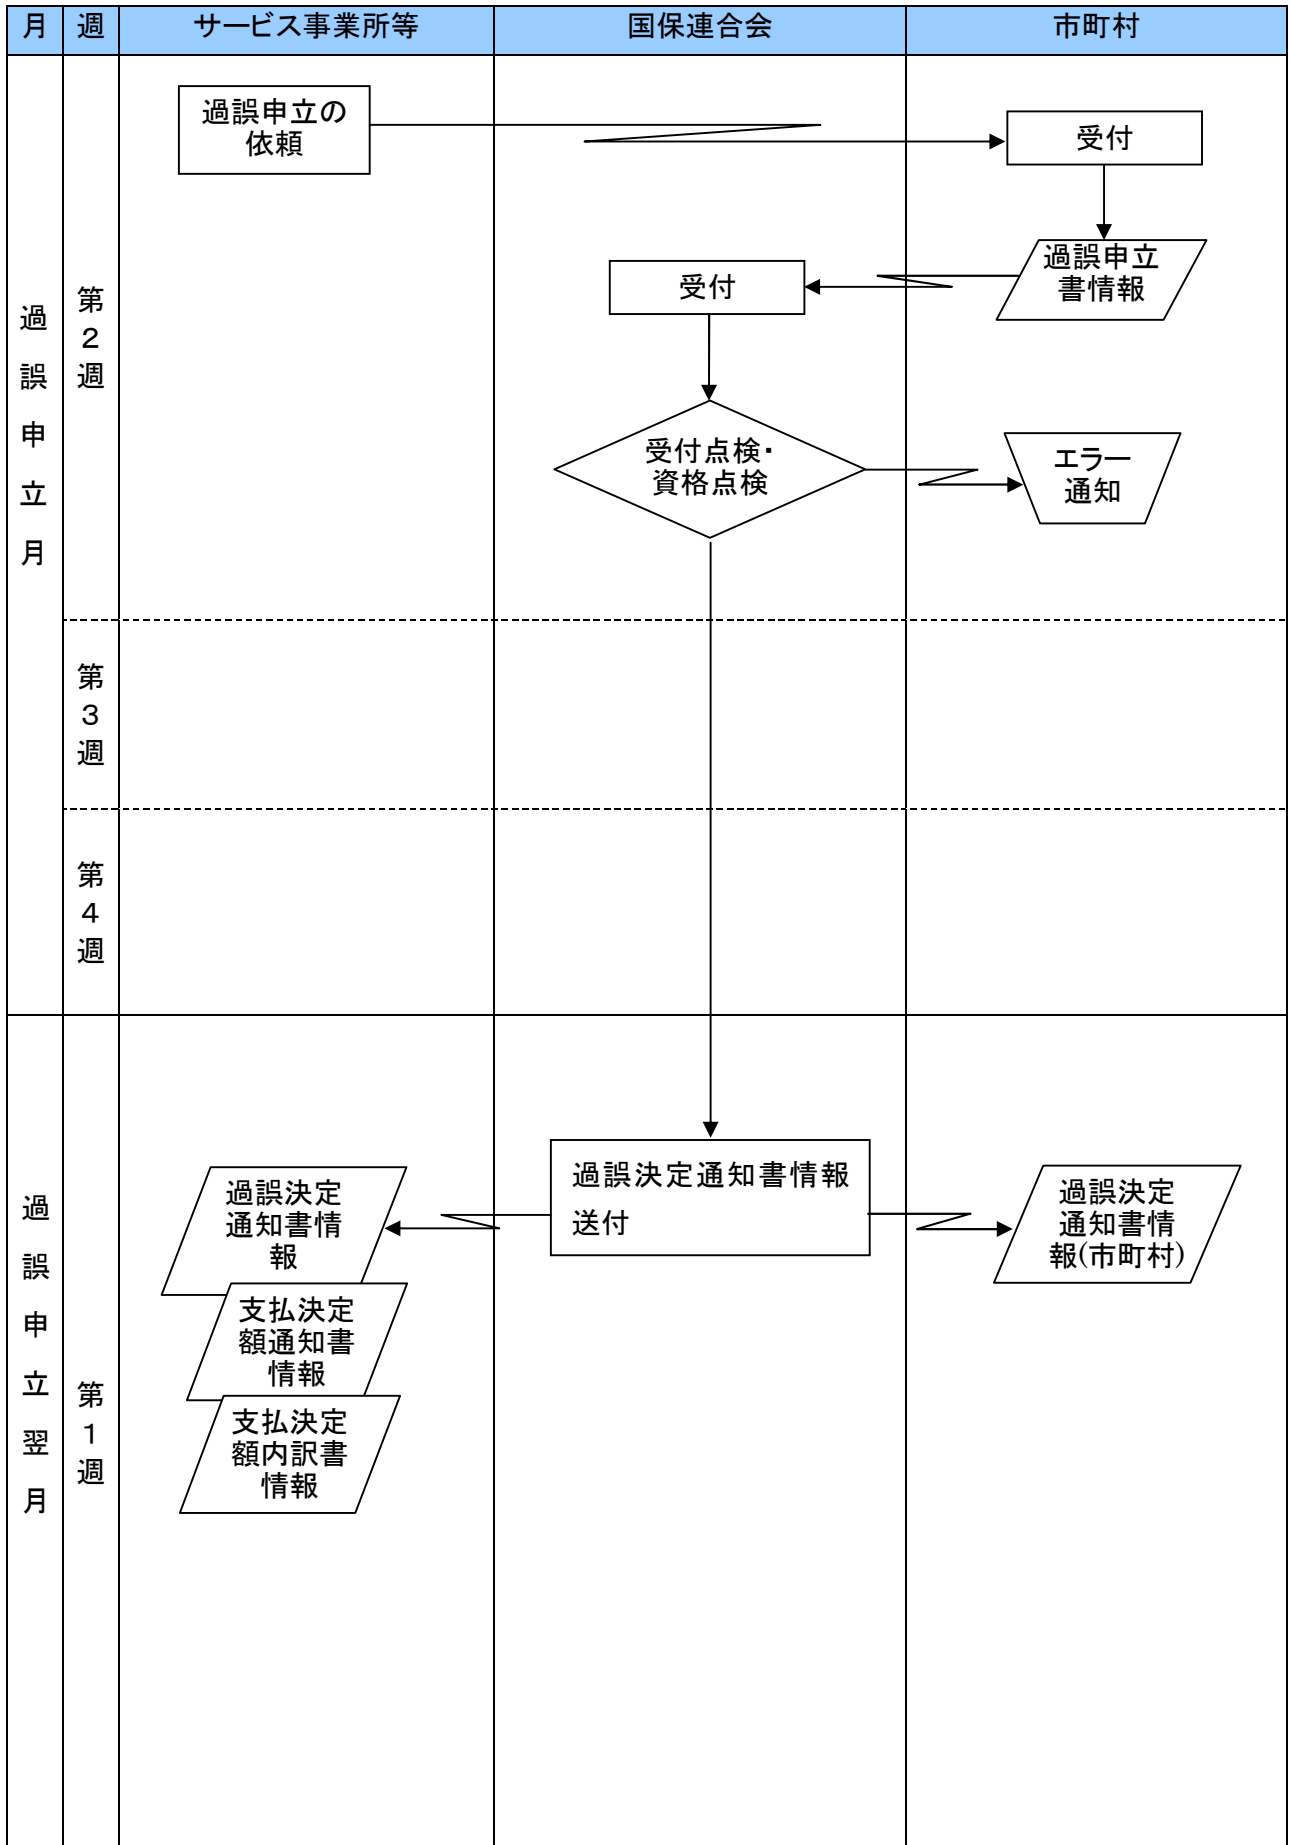 月 週 サービス事業所等 国保連合会 市町村
過誤申立月
第2週
過誤申立の
依頼
受付
過誤申立
書情報
受付
受付点検・
資格点検
エラー
通知
第3週
第4週
過誤申立翌月
第1週
過誤決定通知書情報
送付
過誤決定
通知書情
報
支払決定
額通知書
情報
支払決定
額内訳書
情報
過誤決定
通知書情
報(市町村)